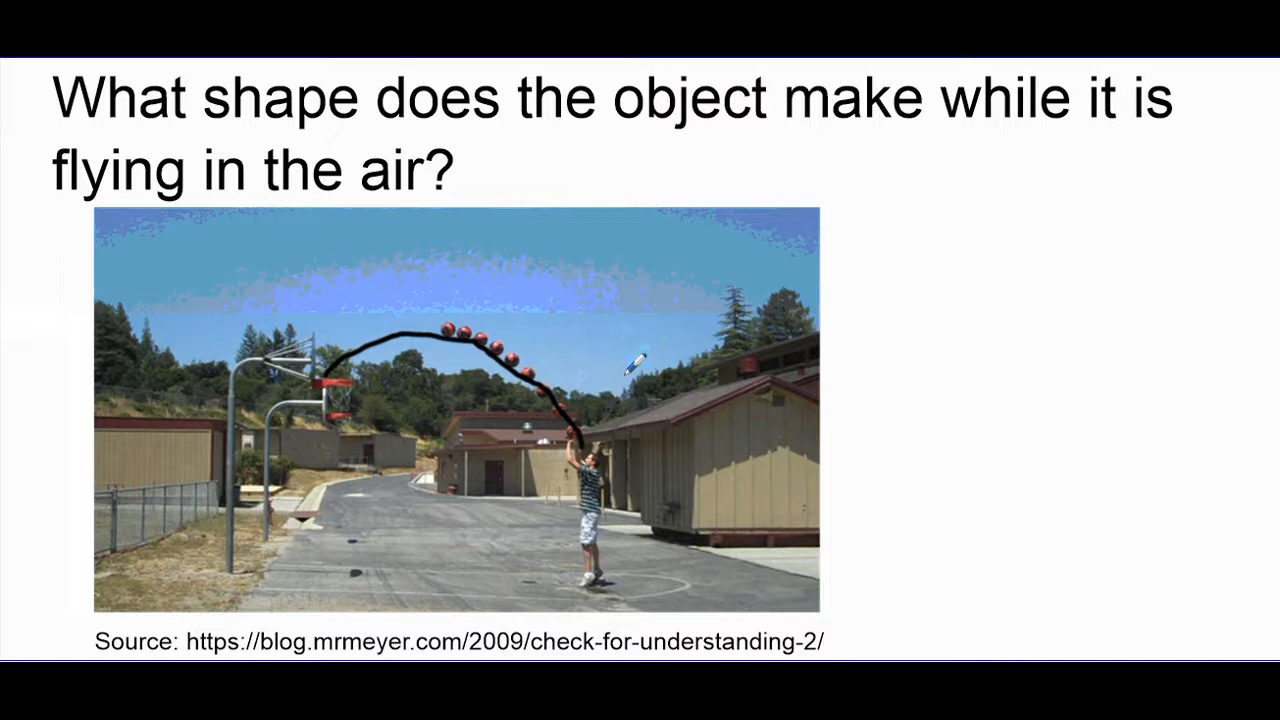 What shape does the object make while it is
flying in the air?
Source: https://blog.mrmeyer.com/2009/check-for-understanding-2/